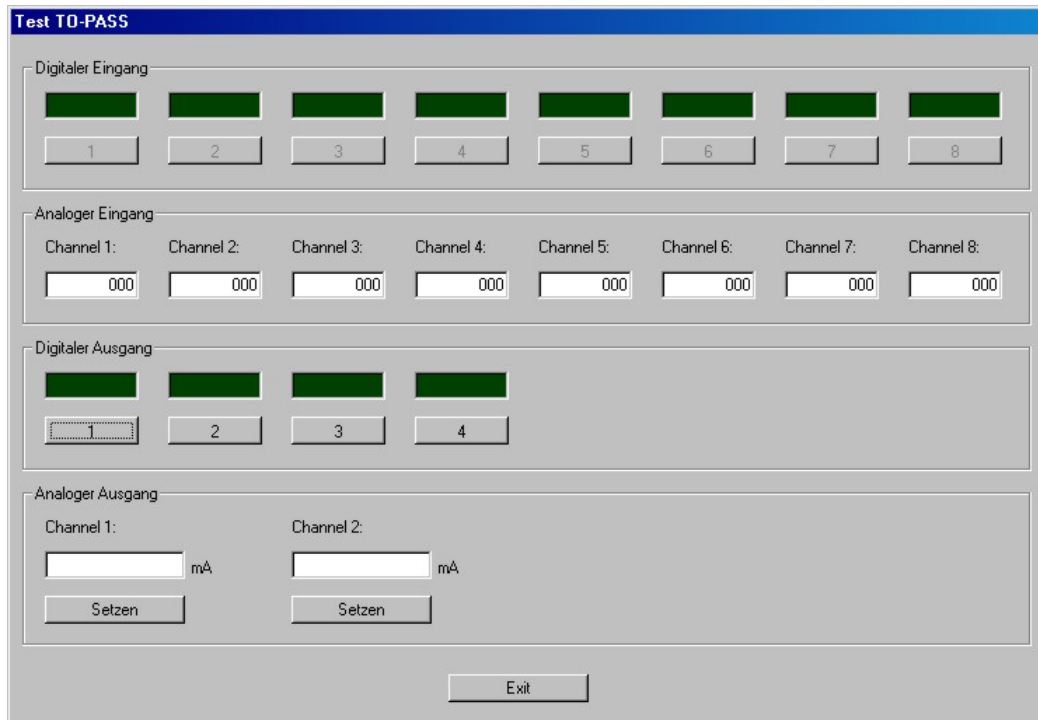 Test TO-PASS
Digitaler Eingang
1 2 3 4 5 6 7 8
Analoger Eingang
Channel 1: Channel 2: Channel 3: Channel 4: Channel 5: Channel 6: Channel 7: Channel 8:
000 000 000 000 000 000 000 000
Digitaler Ausgang
1 2 3 4
Analoger Ausgang
Channel 1: Channel 2:
mA mA
Setzen Setzen
Exit